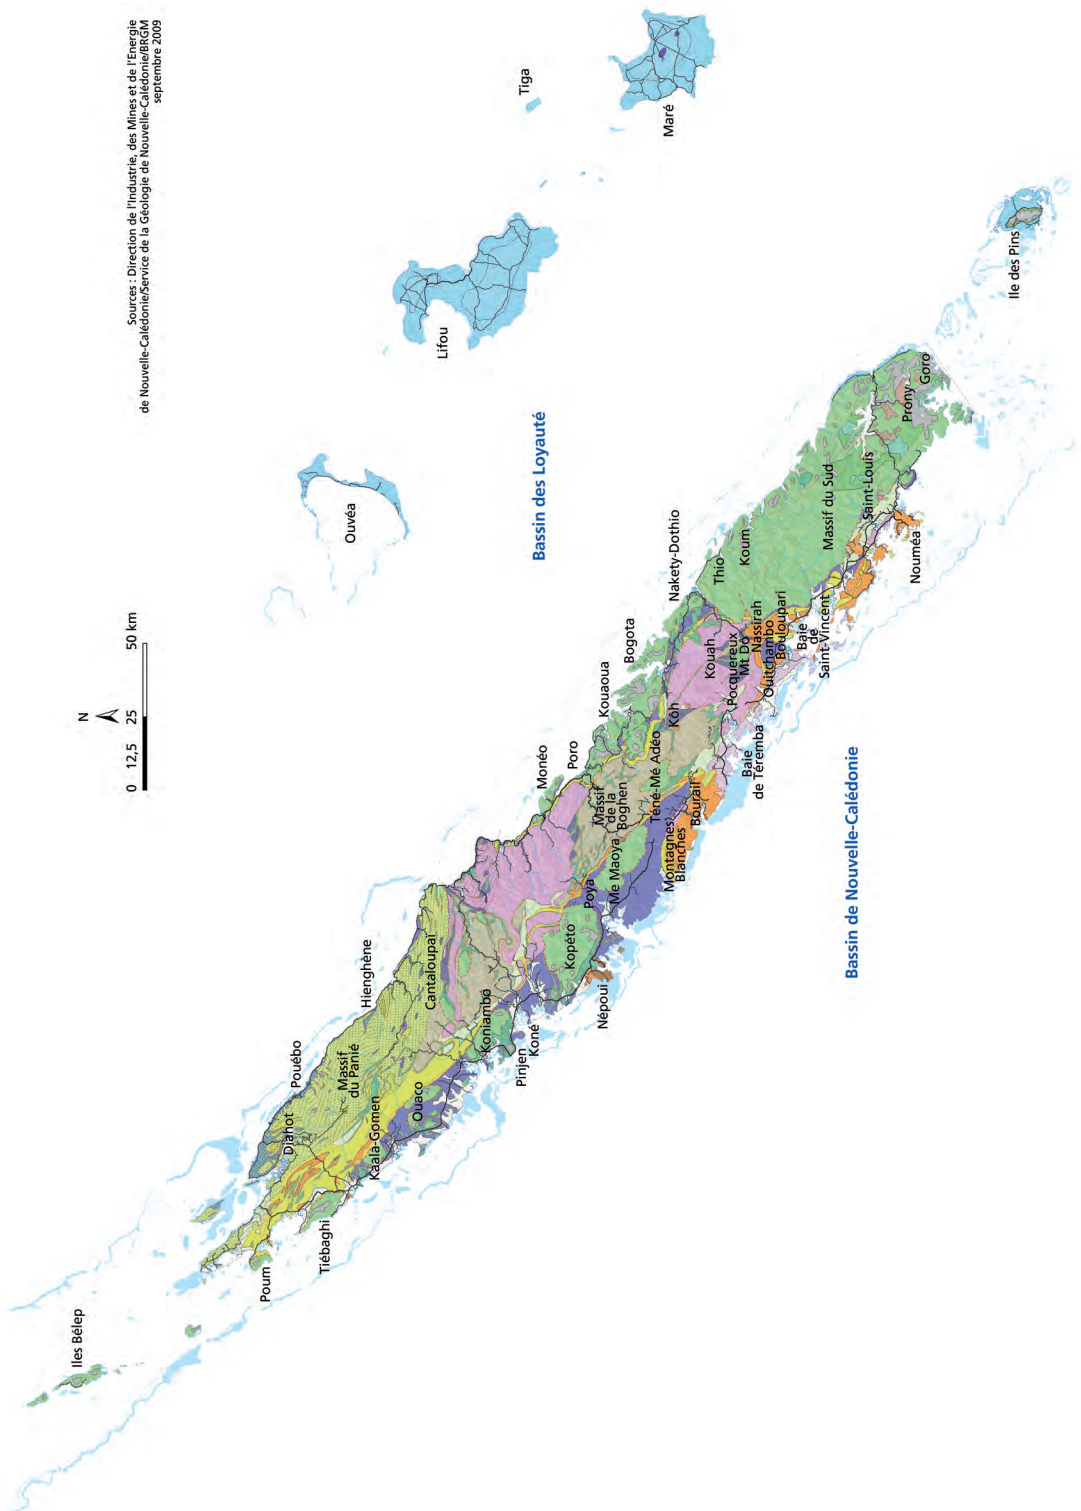 Sources : Direction de l'Industrie, des Mines et de l'Energie
de Nouvelle-Calédonie/Service de la Géologie de Nouvelle-Calédonie/BRGM
septembre 2009
N
0 12,5 25 50 km
Iles Bélep
Poum
Tiébaghi
Diahot
Pouébo
Massif
du Panié
Kaala-Gomen
Ouaco
Hienghène
Cantaloupaï
Koniambo
Pinjen
Koné
Kopéto
Népoui
Poya
Me Maoya
Massif
de la
Boghen
Monéo
Poro
Kouaoua
Bogota
Téné-Mé Adéo
Montagnes
Blanches
Bourail
Baie
de Téremba
Kôh
Kouah
Pocquereux
Mt Dô
Nassirah
Ouitchambo
Bouloupari
Baie
de
Saint-Vincent
Nakety-Dothio
Thio
Koum
Massif du Sud
Saint-Louis
Nouméa
Prony
Goro
Ile des Pins
Ouvéa
Lifou
Tiga
Maré
Bassin des Loyauté
Bassin de Nouvelle-Calédonie